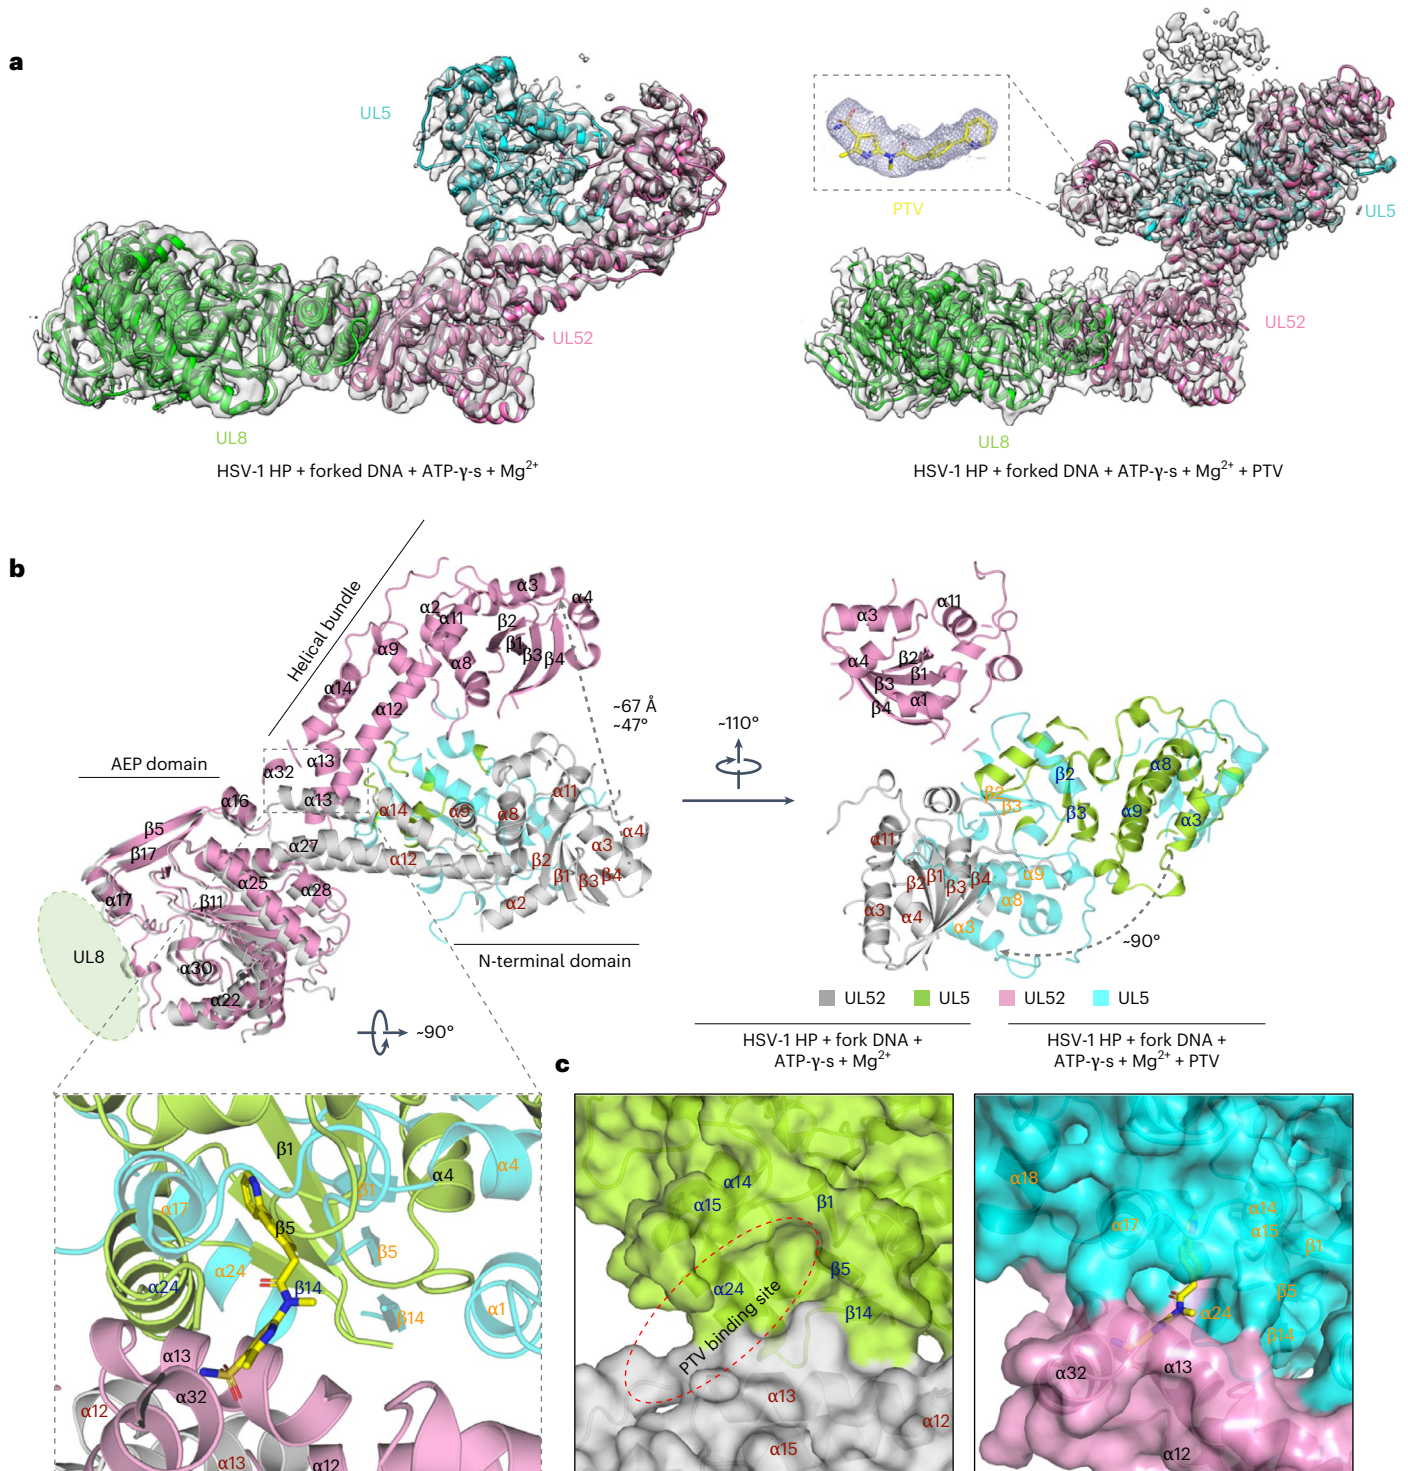 a
UL5
UL52
UL8
HSV-1 HP + forked DNA + ATP-γ-s + Mg²⁺
PTV
UL5
UL52
UL8
HSV-1 HP + forked DNA + ATP-γ-s + Mg²⁺ + PTV
b
Helical bundle
α3
α4
α2
α11
β2
β1
β3
β4
α9
α8
α14
α12
~67 Å
~47°
AEP domain
α32
α13
α16
α13
α14
α9
α8
α11
β5
β17
α27
α12
β2
α3
α4
β1
β3
β4
α25
α28
α17
β11
α2
UL8
N-terminal domain
α30
α22
~90°
~110°
α3
α11
α4
β2
β3
β1
β4
α1
β2
α8
β2
β3
β3
α9
α3
α11
β1
β2
β3
β4
α9
α8
α3
α4
α3
~90°
UL52
UL5
UL52
UL5
HSV-1 HP + fork DNA +
ATP-γ-s + Mg²⁺
HSV-1 HP + fork DNA +
ATP-γ-s + Mg²⁺ + PTV
β1
α4
α4
β1
α17
β5
β5
α24
α24
β14
β14
α1
α13
α32
α12
α13
α12
c
α14
α15
β1
β5
α24
β14
PTV binding site
α13
α12
α15
α18
α14
α17
α15
β1
β5
α24
β14
α32
α13
α12